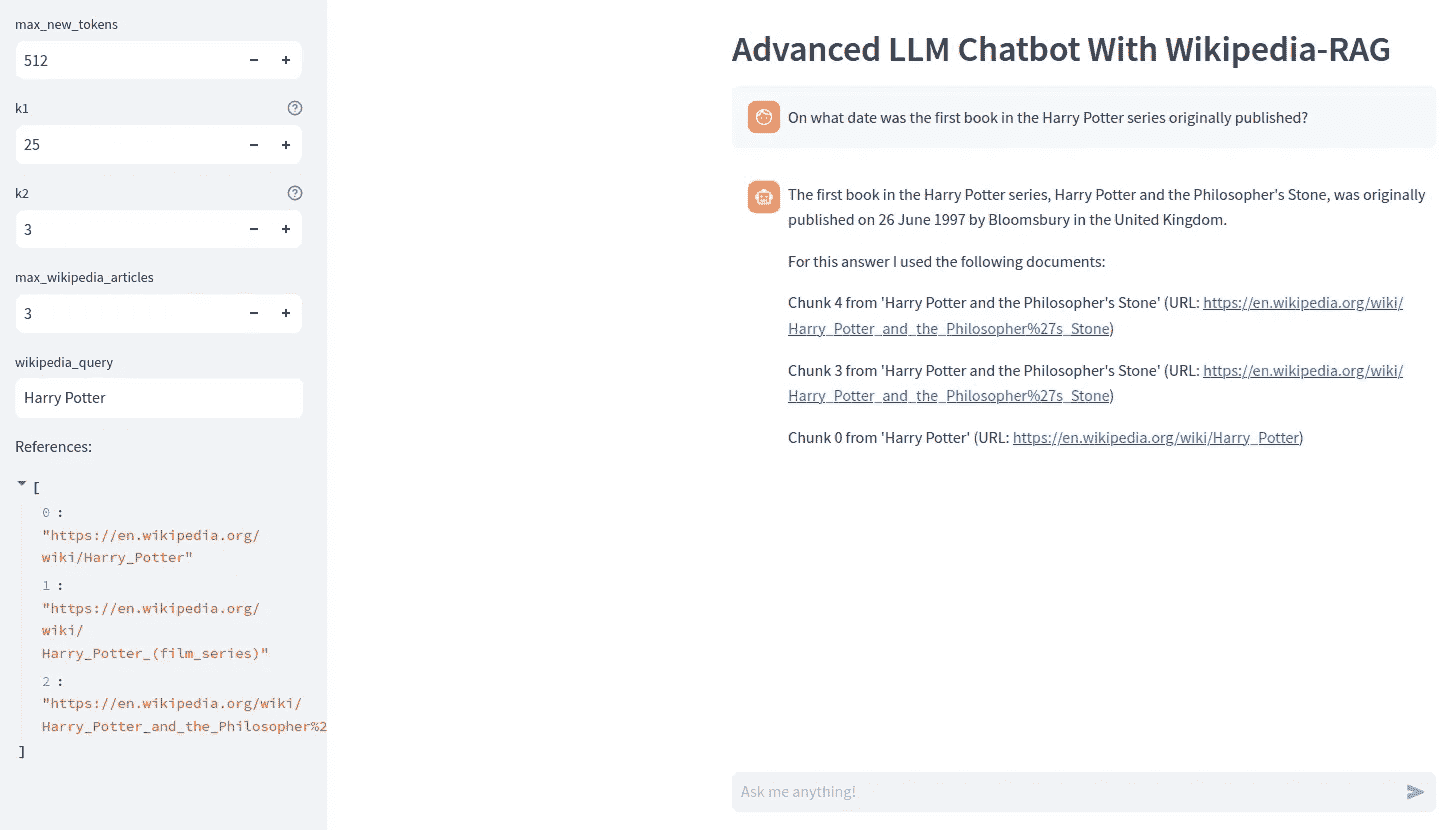 max_new_tokens
512
k1
25
k2
3
max_wikipedia_articles
3
wikipedia_query
Harry Potter
References:
[
0 :
"https://en.wikipedia.org/
wiki/Harry_Potter"
1 :
"https://en.wikipedia.org/
wiki/
Harry_Potter_(film_series)"
2 :
"https://en.wikipedia.org/wiki/
Harry_Potter_and_the_Philosopher%2
]
Advanced LLM Chatbot With Wikipedia-RAG
On what date was the first book in the Harry Potter series originally published?
The first book in the Harry Potter series, Harry Potter and the Philosopher's Stone, was originally
published on 26 June 1997 by Bloomsbury in the United Kingdom.
For this answer I used the following documents:
Chunk 4 from 'Harry Potter and the Philosopher's Stone' (URL: https://en.wikipedia.org/wiki/
Harry_Potter_and_the_Philosopher%27s_Stone)
Chunk 3 from 'Harry Potter and the Philosopher's Stone' (URL: https://en.wikipedia.org/wiki/
Harry_Potter_and_the_Philosopher%27s_Stone)
Chunk 0 from 'Harry Potter' (URL: https://en.wikipedia.org/wiki/Harry_Potter)
Ask me anything!